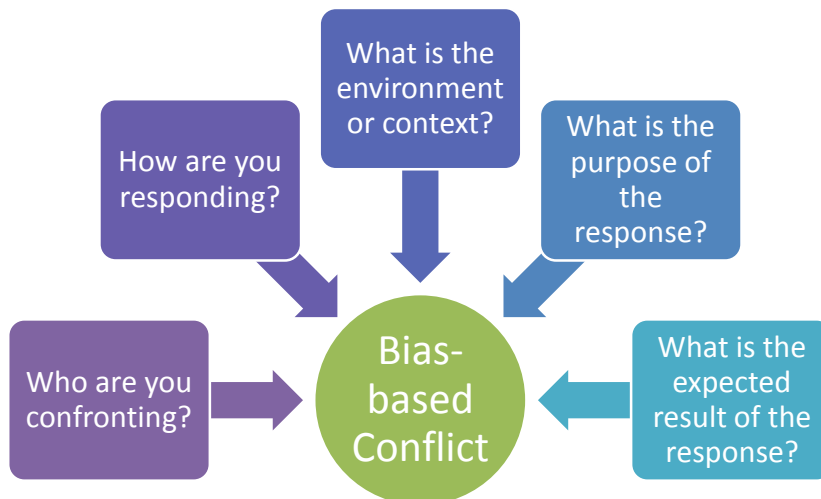 Who are you
confronting?
How are you
responding?
What is the
environment
or context?
What is the
purpose of
the
response?
What is the
expected
result of the
response?
Bias-
based
Conflict